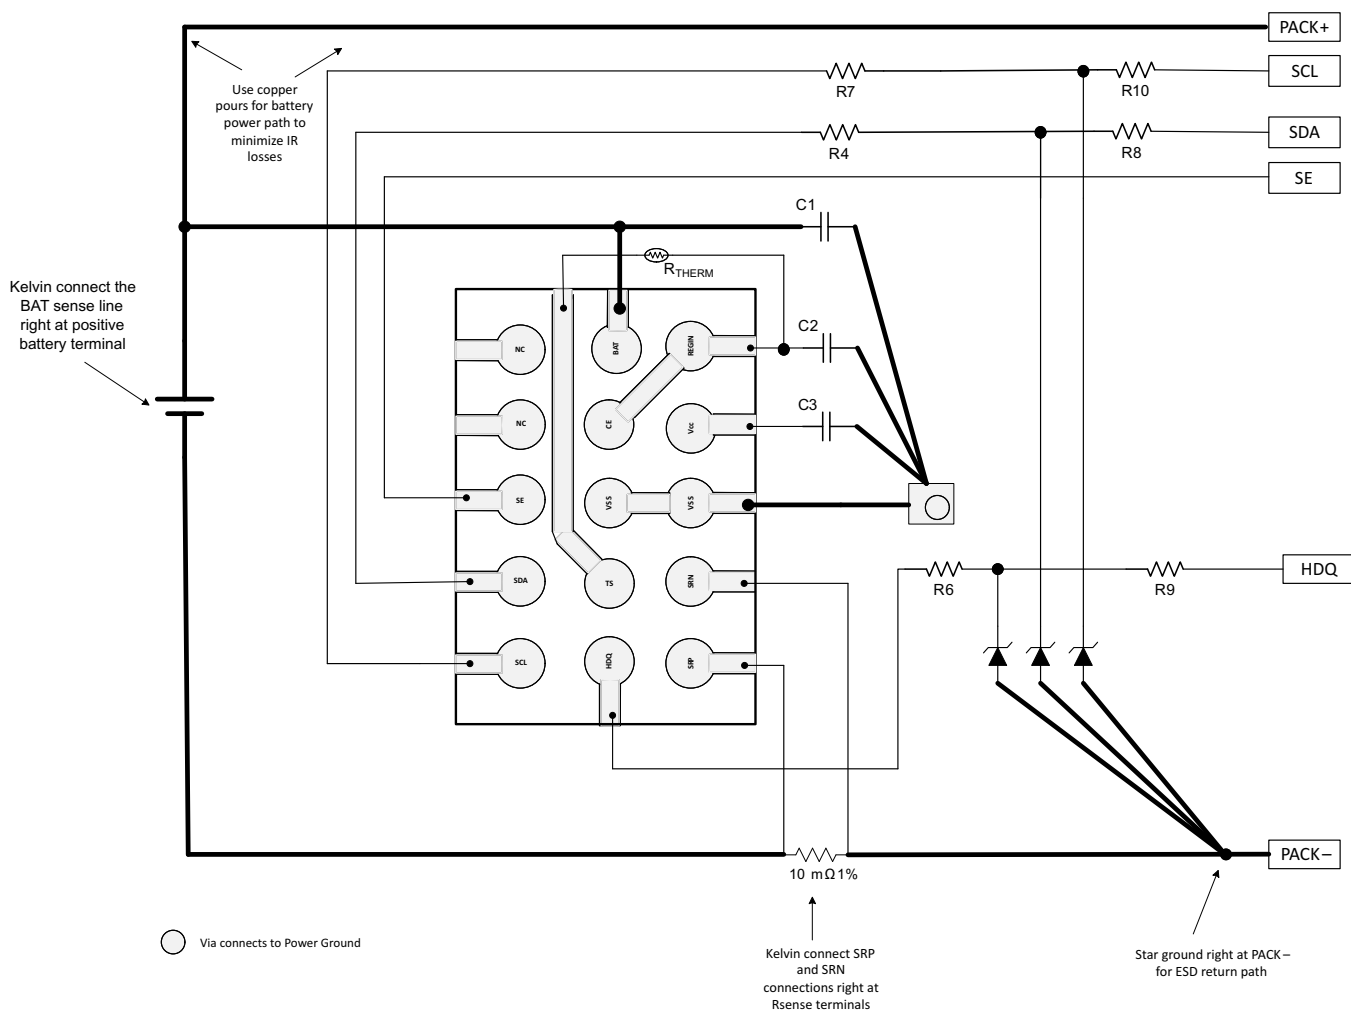 PACK+
SCL
R7
R10
Use copper
pours for battery
power path to
minimize IR
losses
SDA
R4
R8
SE
C1
RTHERM
Kelvin connect the
BAT sense line
right at positive
battery terminal
C2
NC
BAT
REGIN
C3
NC
CE
Vcc
SE
VSS
VSS
SDA
TS
SRN
R6
R9
HDQ
SCL
HDQ
SRP
10 mΩ1%
PACK–
Via connects to Power Ground
Kelvin connect SRP
and SRN
connections right at
Rsense terminals
Star ground right at PACK–
for ESD return path